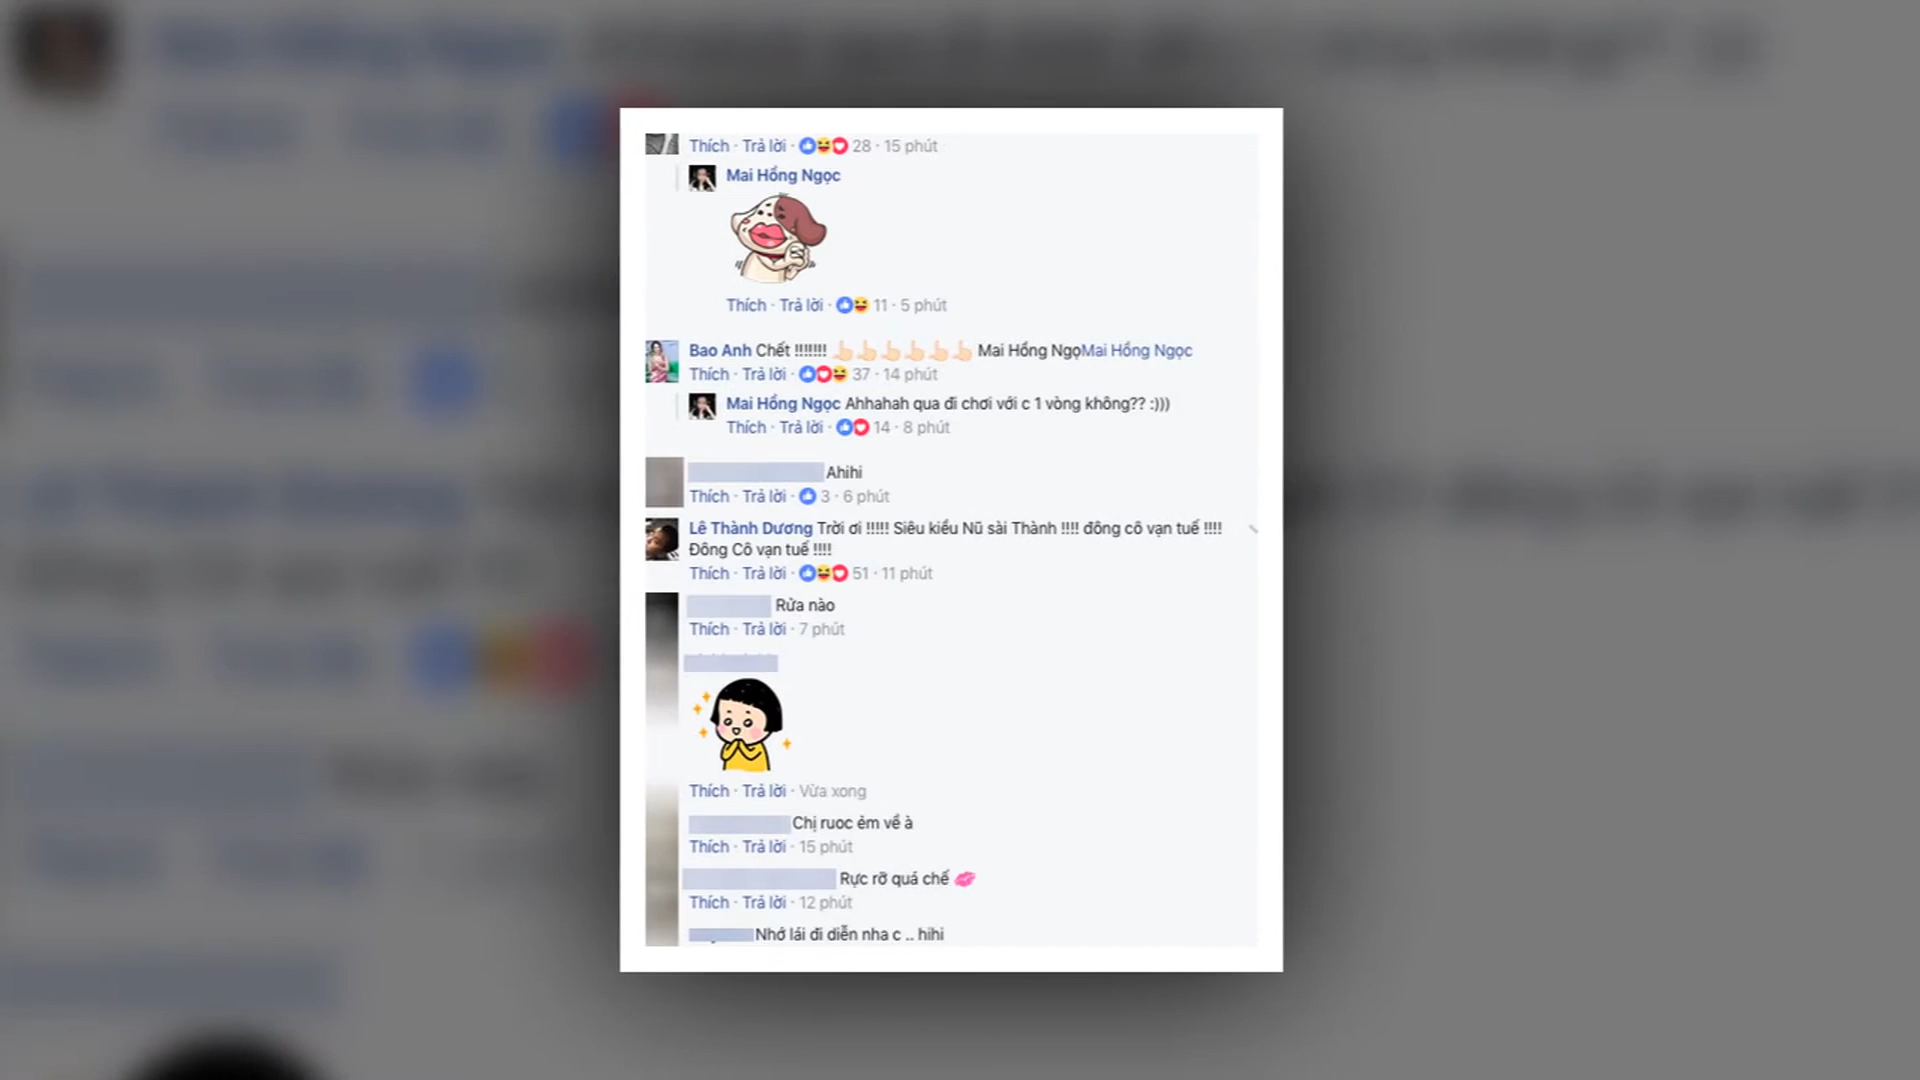 Thích · Trả lời · 28 · 15 phút
Mai Hồng Ngọc
Thích · Trả lời · 11 · 5 phút
Bao Anh Chết !!!!!!! 👆🏻👆🏻👆🏻👆🏻👆🏻👆🏻 Mai Hồng NgọMai Hồng Ngọc
Thích · Trả lời · 37 · 14 phút
Mai Hồng Ngọc Ahhahah qua đi chơi với c 1 vòng không?? :)))
Thích · Trả lời · 14 · 8 phút
Ahihi
Thích · Trả lời · 3 · 6 phút
Lê Thành Dương Trời ơi !!!!! Siêu kiều Nũ sài Thành !!!! đông cô vạn tuế !!!!
Đông Cô vạn tuế !!!!
Thích · Trả lời · 51 · 11 phút
Rửa nào
Thích · Trả lời · 7 phút
Thích · Trả lời · Vừa xong
Chị ruoc ẻm về à
Thích · Trả lời · 15 phút
Rực rỡ quá chế 💋
Thích · Trả lời · 12 phút
Nhớ lái đi diễn nha c .. hihi